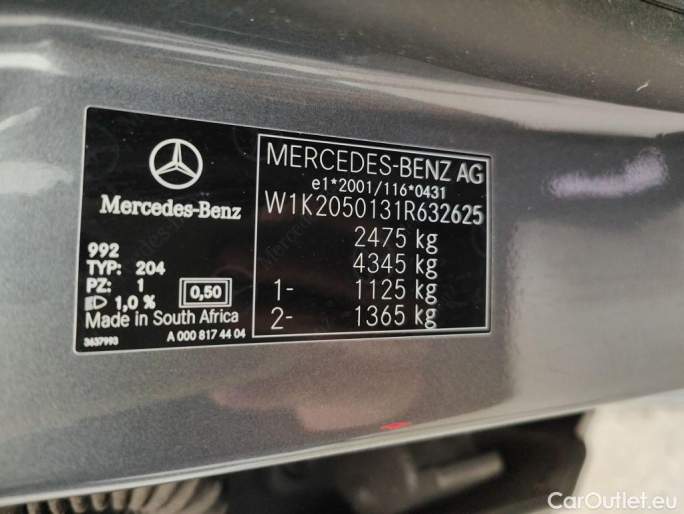 Mercedes-Benz
992
TYP: 204
PZ: 1
1,0 %
0,50
Made in South Africa
3637993
A 000 817 44 04
MERCEDES-BENZ AG
e1*2001/116*0431
W1K2050131R632625
2475 kg
4345 kg
1- 1125 kg
2- 1365 kg
CarOutlet.eu